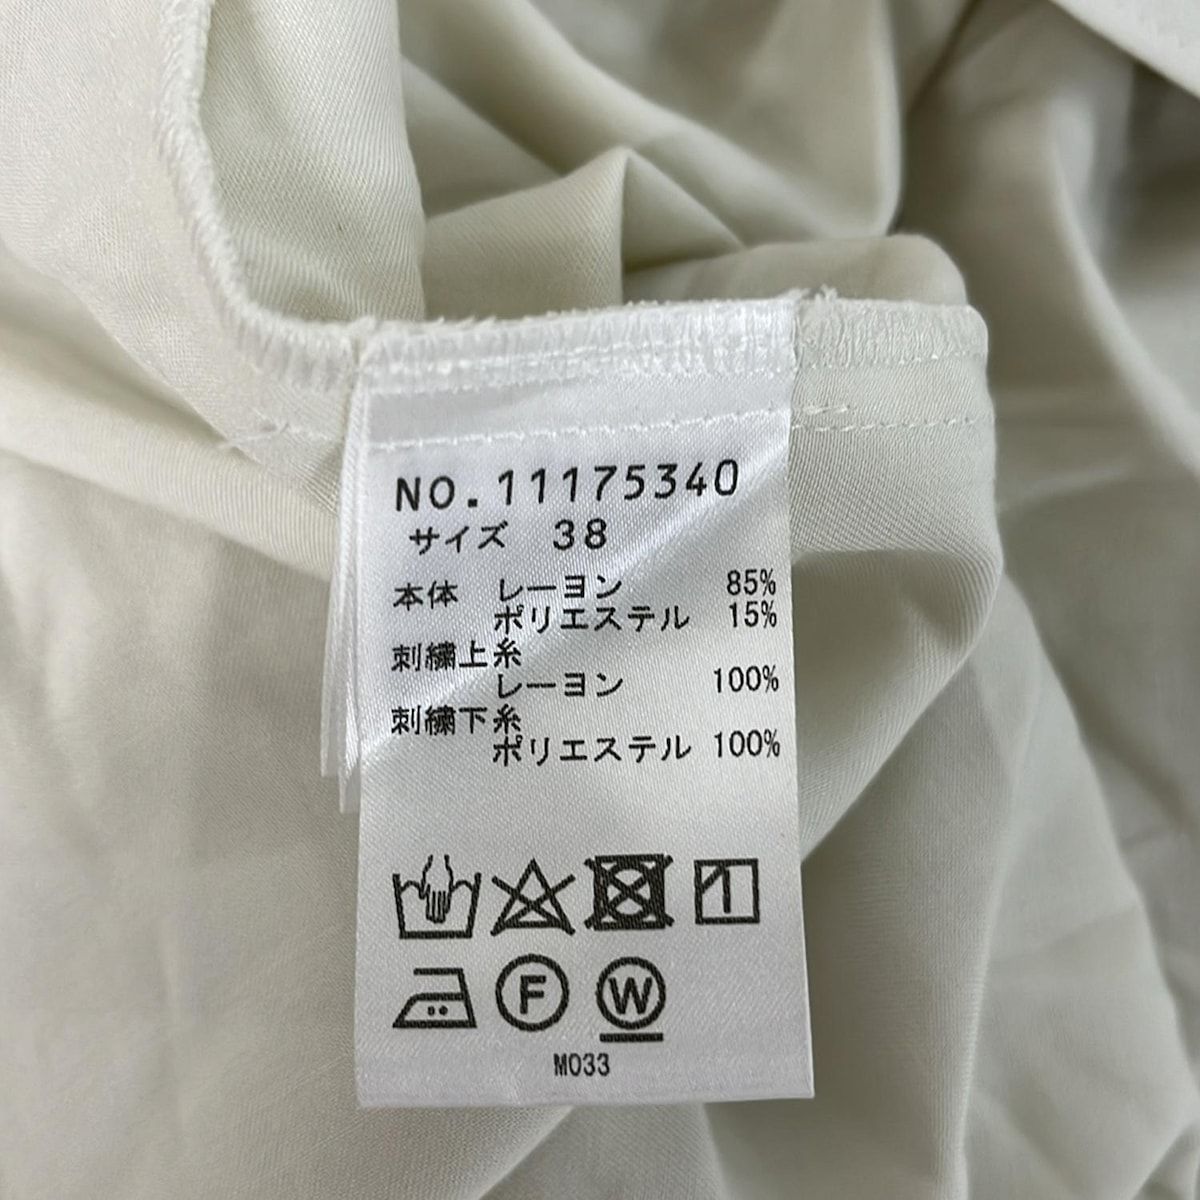 NO.11175340
サイズ 38
本体 レーヨン 85%
ポリエステル 15%
刺繍上糸
レーヨン 100%
刺繍下糸
ポリエステル 100%
F W
M033